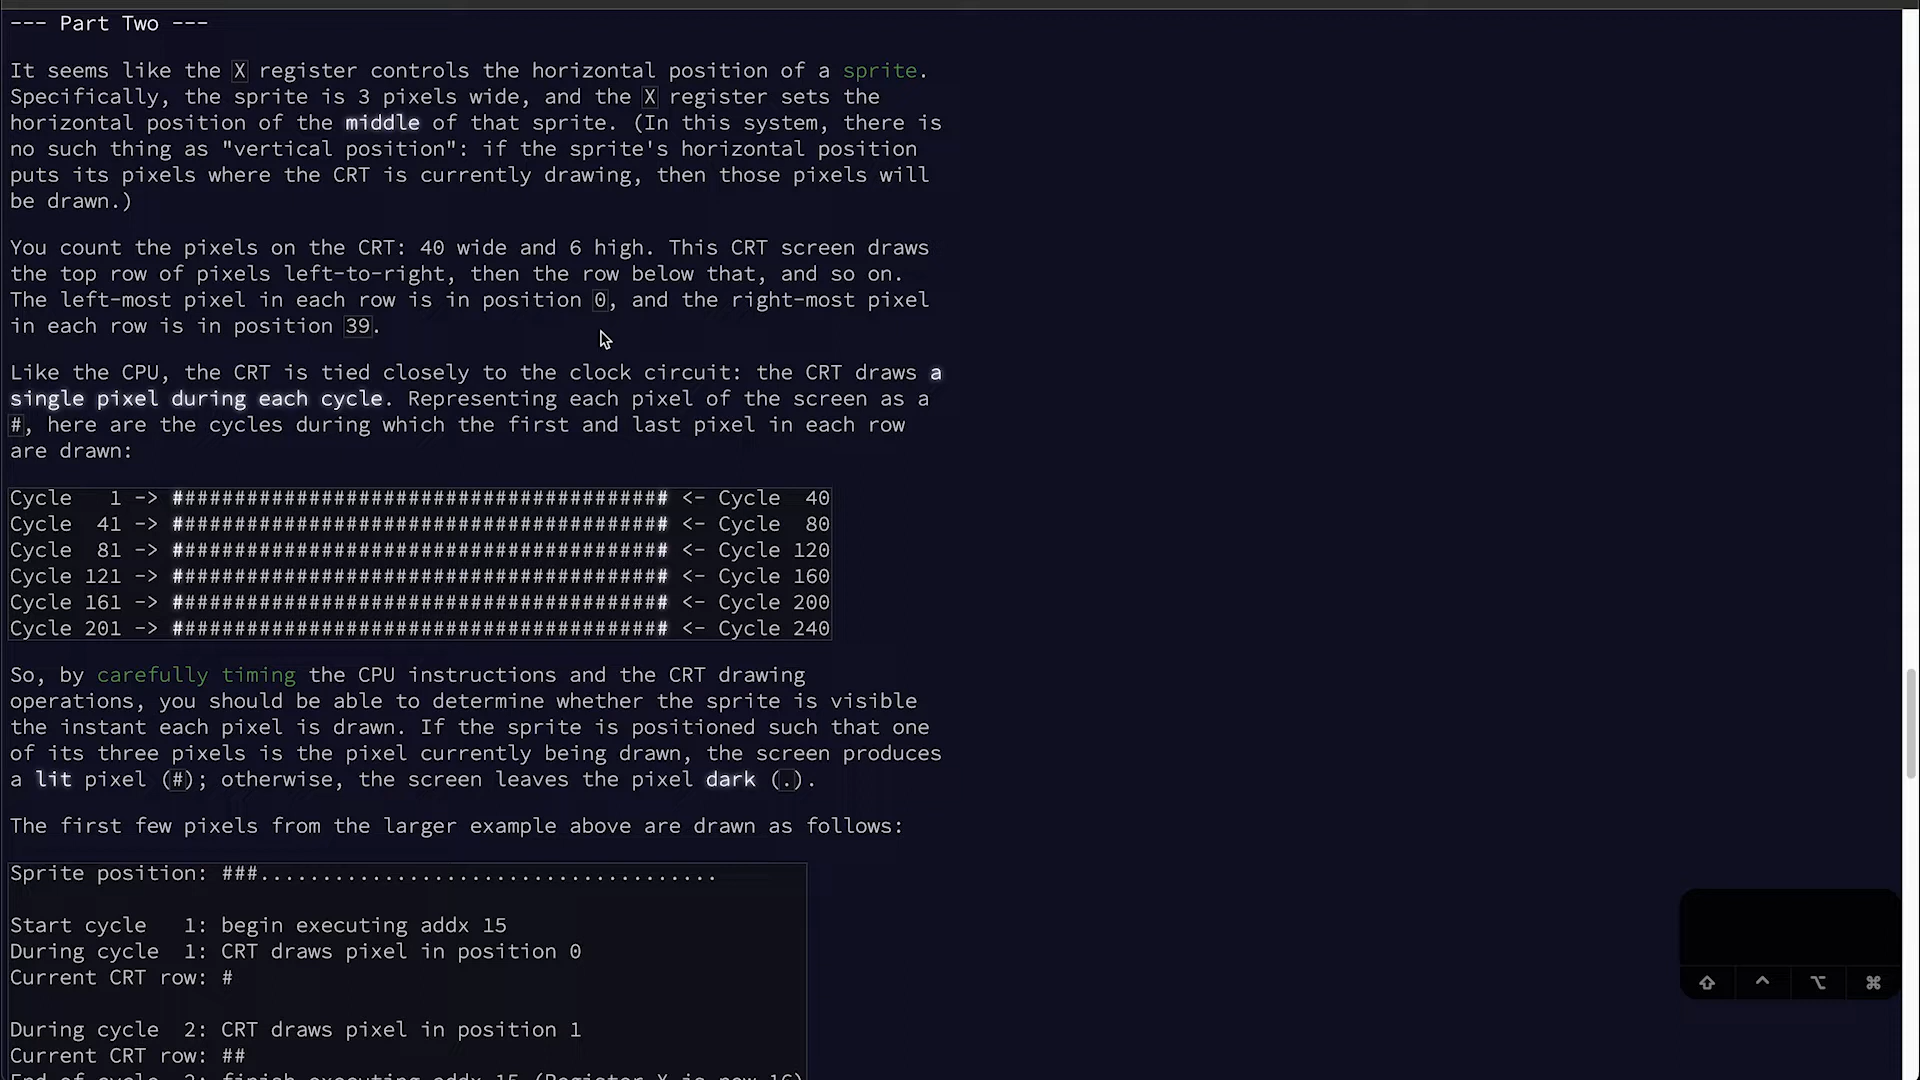 --- Part Two ---
It seems like the X register controls the horizontal position of a sprite.
Specifically, the sprite is 3 pixels wide, and the X register sets the
horizontal position of the middle of that sprite. (In this system, there is
no such thing as "vertical position": if the sprite's horizontal position
puts its pixels where the CRT is currently drawing, then those pixels will
be drawn.)
You count the pixels on the CRT: 40 wide and 6 high. This CRT screen draws
the top row of pixels left-to-right, then the row below that, and so on.
The left-most pixel in each row is in position 0, and the right-most pixel
in each row is in position 39.
Like the CPU, the CRT is tied closely to the clock circuit: the CRT draws a
single pixel during each cycle. Representing each pixel of the screen as a
#, here are the cycles during which the first and last pixel in each row
are drawn:
Cycle   1 -> ######################################## <- Cycle  40
Cycle  41 -> ######################################## <- Cycle  80
Cycle  81 -> ######################################## <- Cycle 120
Cycle 121 -> ######################################## <- Cycle 160
Cycle 161 -> ######################################## <- Cycle 200
Cycle 201 -> ######################################## <- Cycle 240
So, by carefully timing the CPU instructions and the CRT drawing
operations, you should be able to determine whether the sprite is visible
the instant each pixel is drawn. If the sprite is positioned such that one
of its three pixels is the pixel currently being drawn, the screen produces
a lit pixel (#); otherwise, the screen leaves the pixel dark (.).
The first few pixels from the larger example above are drawn as follows:
Sprite position: ###.....................................
Start cycle   1: begin executing addx 15
During cycle  1: CRT draws pixel in position 0
Current CRT row: #
During cycle  2: CRT draws pixel in position 1
Current CRT row: ##
End of cycle  2: finish executing addx 15 (Register X is now 16)